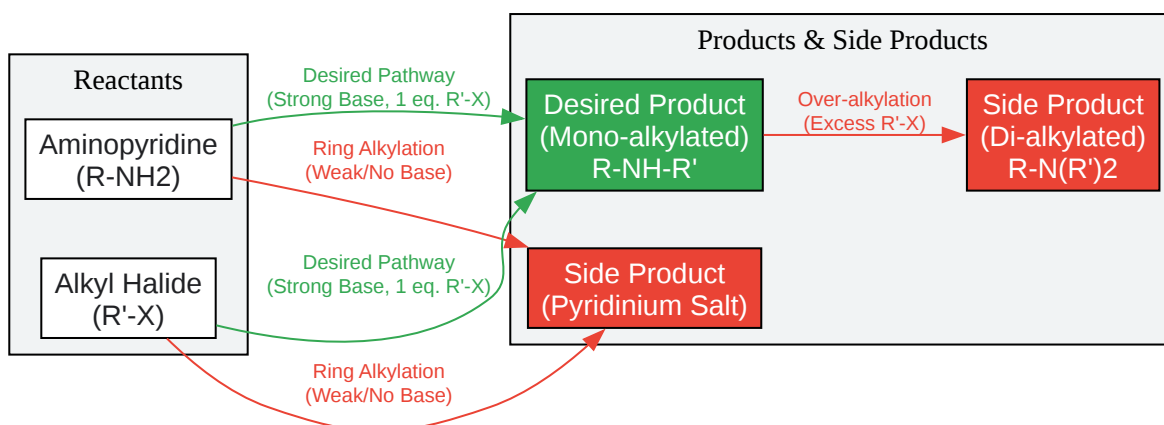 Reactants
Aminopyridine
(R-NH2)
Alkyl Halide
(R'-X)
Desired Pathway
(Strong Base, 1 eq. R'-X)
Ring Alkylation
(Weak/No Base)
Desired Pathway
(Strong Base, 1 eq. R'-X)
Ring Alkylation
(Weak/No Base)
Products & Side Products
Desired Product
(Mono-alkylated)
R-NH-R'
Over-alkylation
(Excess R'-X)
Side Product
(Di-alkylated)
R-N(R')2
Side Product
(Pyridinium Salt)